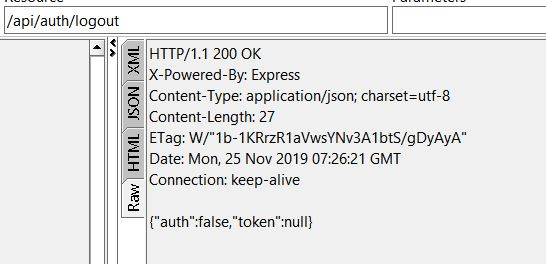 Resource
Parameters
/api/auth/logout
XML
JSON
HTML
Raw
HTTP/1.1 200 OK
X-Powered-By: Express
Content-Type: application/json; charset=utf-8
Content-Length: 27
ETag: W/"1b-1KRrzR1aVwsYNv3A1btS/gDyAyA"
Date: Mon, 25 Nov 2019 07:26:21 GMT
Connection: keep-alive
{"auth":false,"token":null}